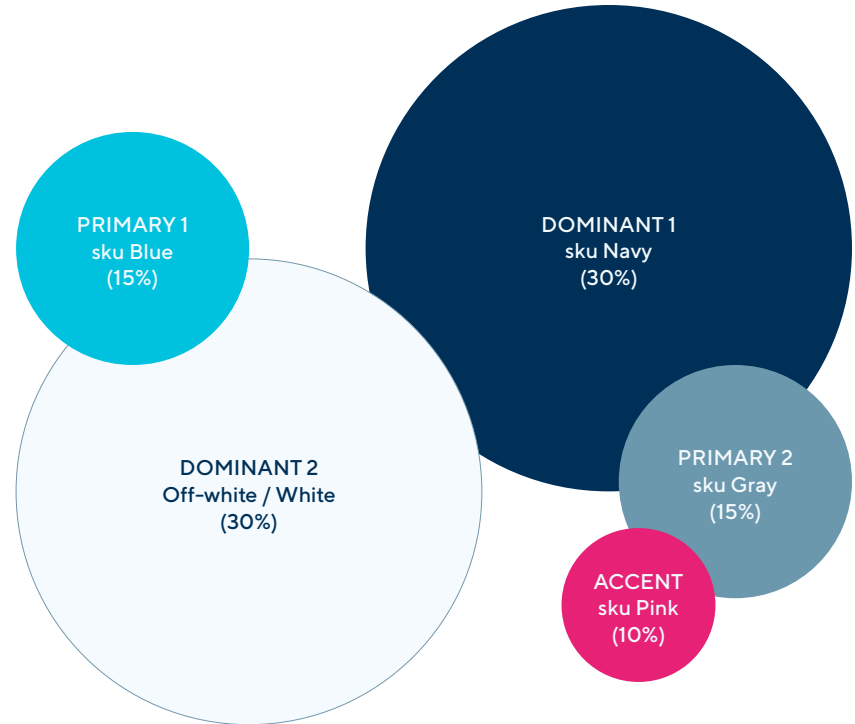 PRIMARY 1
sku Blue
(15%)
DOMINANT 1
sku Navy
(30%)
DOMINANT 2
Off-white / White
(30%)
PRIMARY 2
sku Gray
(15%)
ACCENT
sku Pink
(10%)